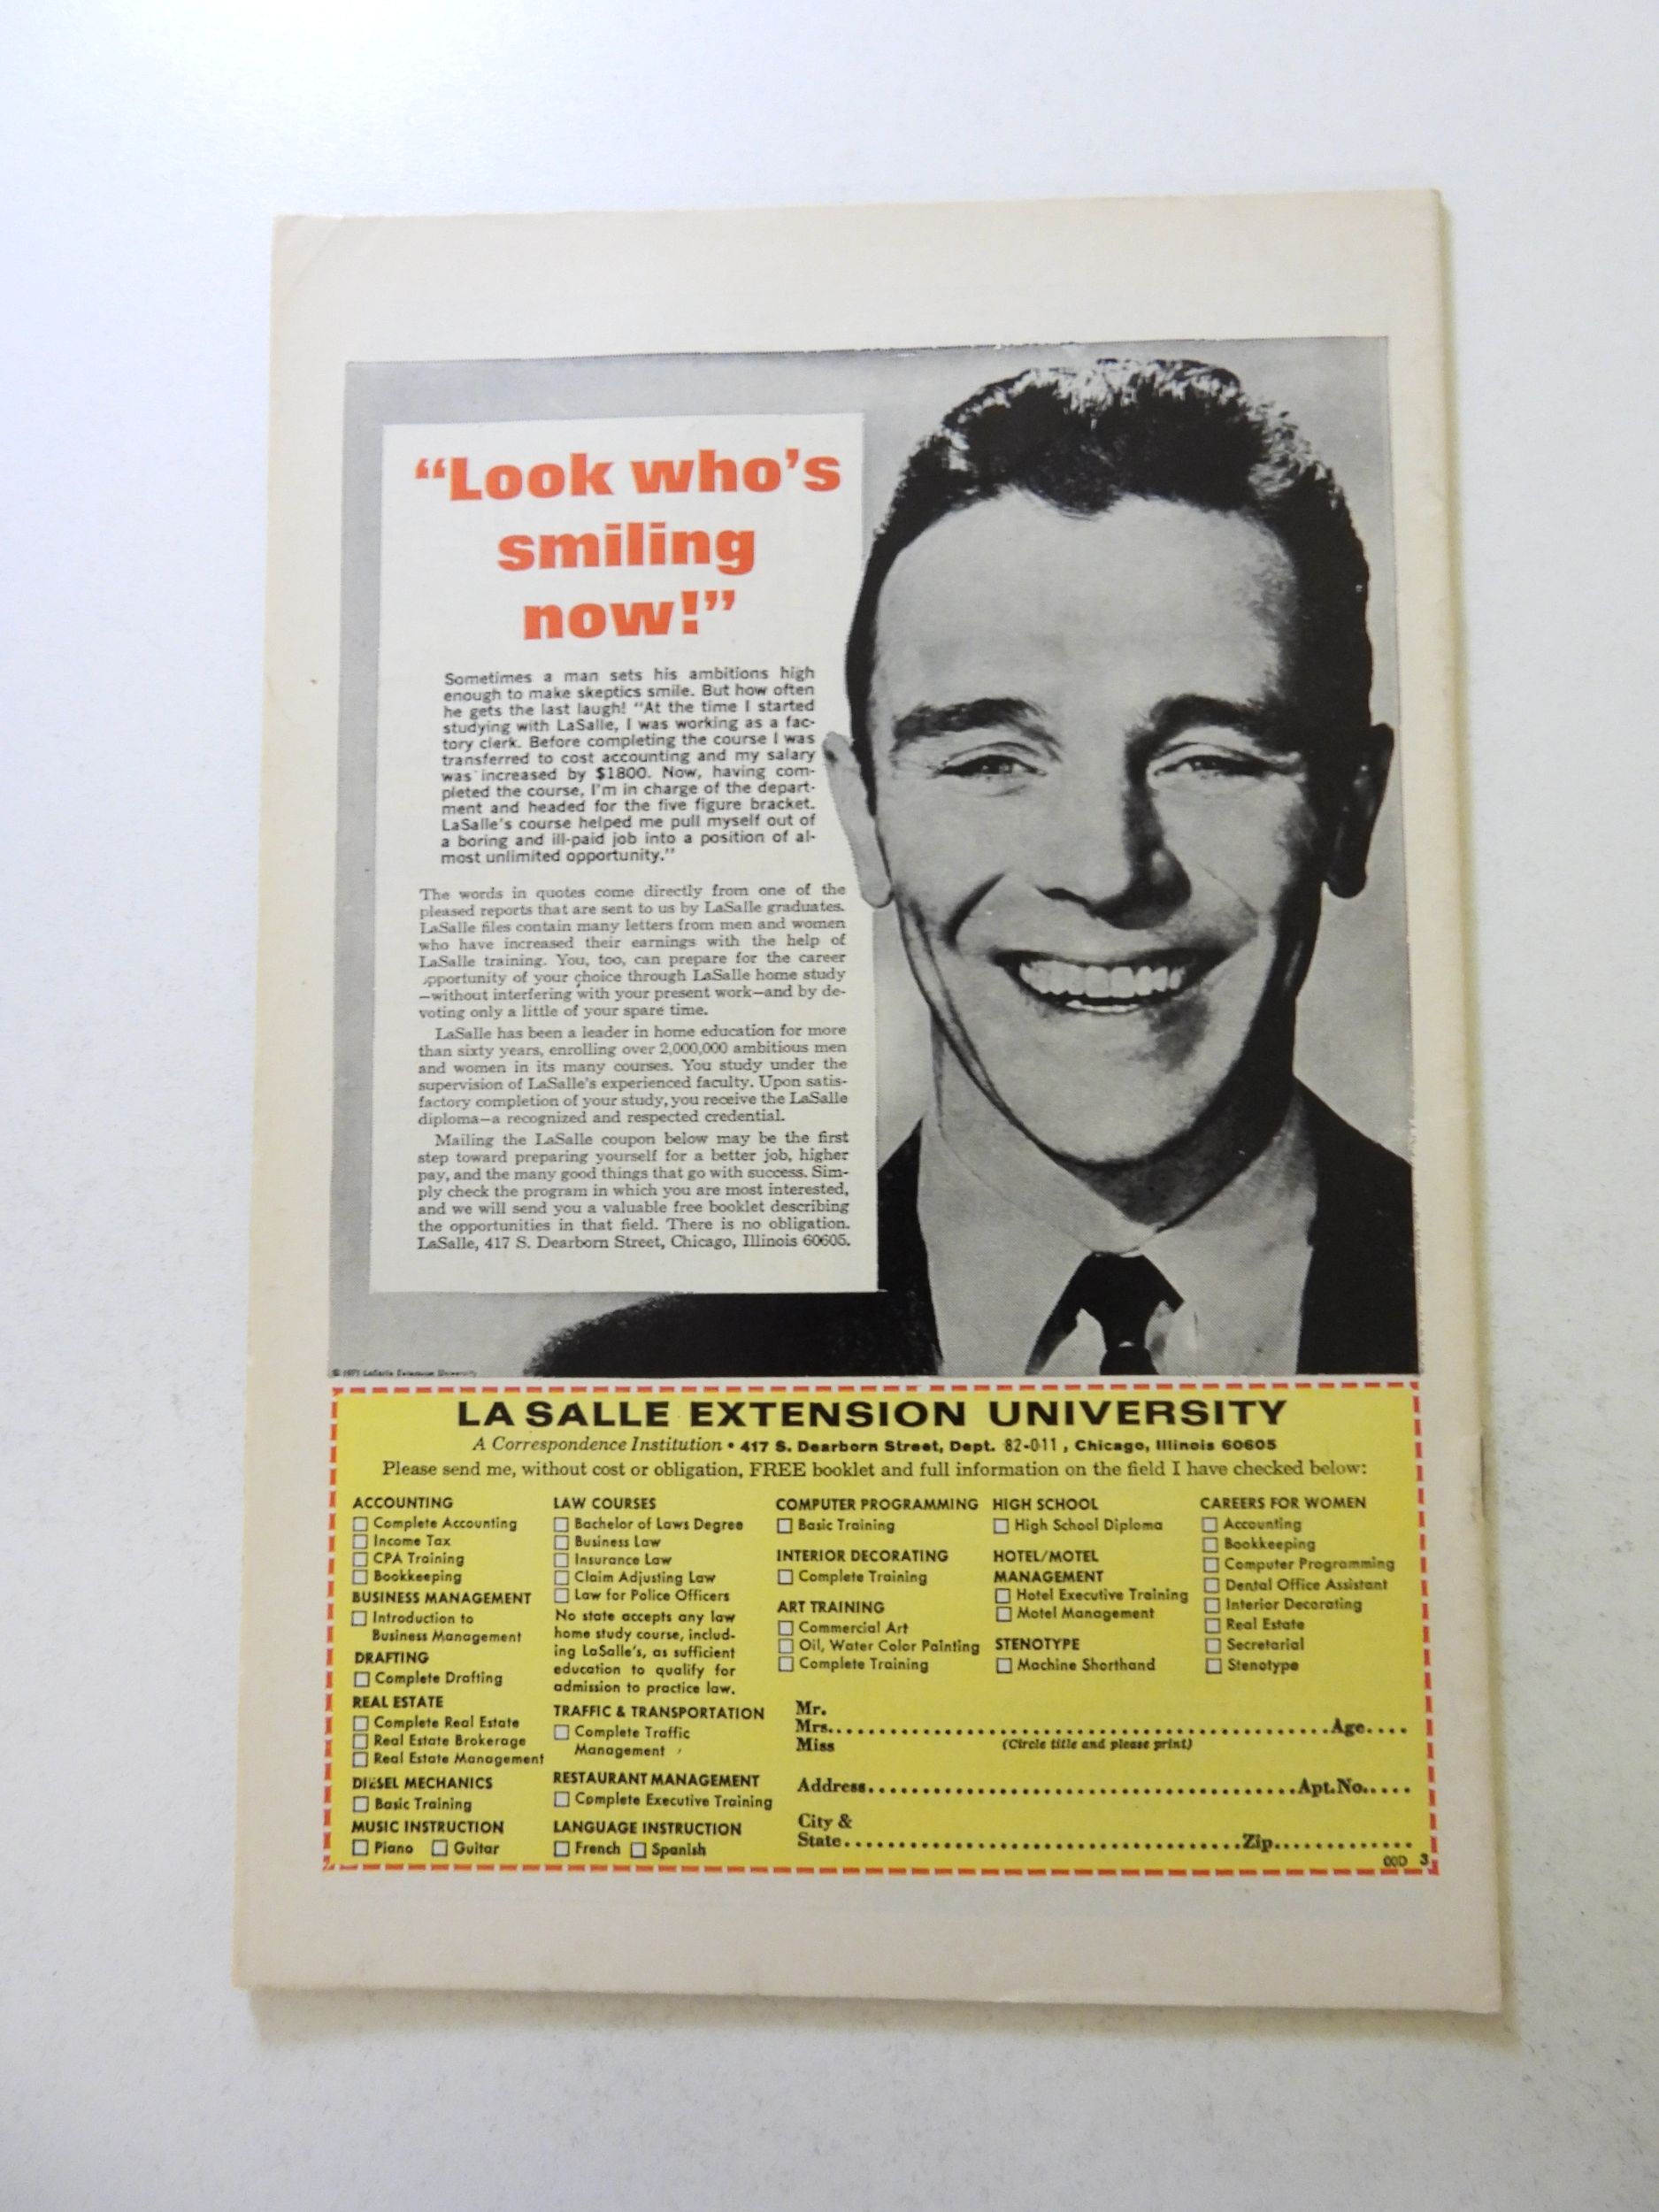 “Look who's
smiling
now!”
Sometimes a man sets his ambitions high
enough to make skeptics smile. But how often
he gets the last laugh! “At the time I started
studying with LaSalle, I was working as a fac-
tory clerk. Before completing the course I was
transferred to cost accounting and my salary
was increased by $1800. Now, having com-
pleted the course, I'm in charge of the depart-
ment and headed for the five figure bracket.
LaSalle's course helped me pull myself out of
a boring and ill-paid job into a position of al-
most unlimited opportunity.”
The words in quotes come directly from one of the
pleased reports that are sent to us by LaSalle graduates.
LaSalle files contain many letters from men and women
who have increased their earnings with the help of
LaSalle training. You, too, can prepare for the career
opportunity of your choice through LaSalle home study
—without interfering with your present work—and by de-
voting only a little of your spare time.
LaSalle has been a leader in home education for more
than sixty years, enrolling over 2,000,000 ambitious men
and women in its many courses. You study under the
supervision of LaSalle's experienced faculty. Upon satis-
factory completion of your study, you receive the LaSalle
diploma—a recognized and respected credential.
Mailing the LaSalle coupon below may be the first
step toward preparing yourself for a better job, higher
pay, and the many good things that go with success. Sim-
ply check the program in which you are most interested,
and we will send you a valuable free booklet describing
the opportunities in that field. There is no obligation.
LaSalle, 417 S. Dearborn Street, Chicago, Illinois 60605.
© 1971 LaSalle Extension University
LA SALLE EXTENSION UNIVERSITY
A Correspondence Institution • 417 S. Dearborn Street, Dept. 82-011, Chicago, Illinois 60605
Please send me, without cost or obligation, FREE booklet and full information on the field I have checked below:
ACCOUNTING
Complete Accounting
Income Tax
CPA Training
Bookkeeping
BUSINESS MANAGEMENT
Introduction to
Business Management
DRAFTING
Complete Drafting
REAL ESTATE
Complete Real Estate
Real Estate Brokerage
Real Estate Management
DIESEL MECHANICS
Basic Training
MUSIC INSTRUCTION
Piano Guitar
LAW COURSES
Bachelor of Laws Degree
Business Law
Insurance Law
Claim Adjusting Law
Law for Police Officers
No state accepts any law
home study course, includ-
ing LaSalle's, as sufficient
education to qualify for
admission to practice law.
TRAFFIC & TRANSPORTATION
Complete Traffic
Management
RESTAURANT MANAGEMENT
Complete Executive Training
LANGUAGE INSTRUCTION
French Spanish
COMPUTER PROGRAMMING
Basic Training
INTERIOR DECORATING
Complete Training
ART TRAINING
Commercial Art
Oil, Water Color Painting
Complete Training
HIGH SCHOOL
High School Diploma
HOTEL/MOTEL
MANAGEMENT
Hotel Executive Training
Motel Management
STENOTYPE
Machine Shorthand
CAREERS FOR WOMEN
Accounting
Bookkeeping
Computer Programming
Dental Office Assistant
Interior Decorating
Real Estate
Secretarial
Stenotype
Mr.
Mrs. Age
Miss (Circle title and please print)
Address Apt.No.
City &
State Zip
3